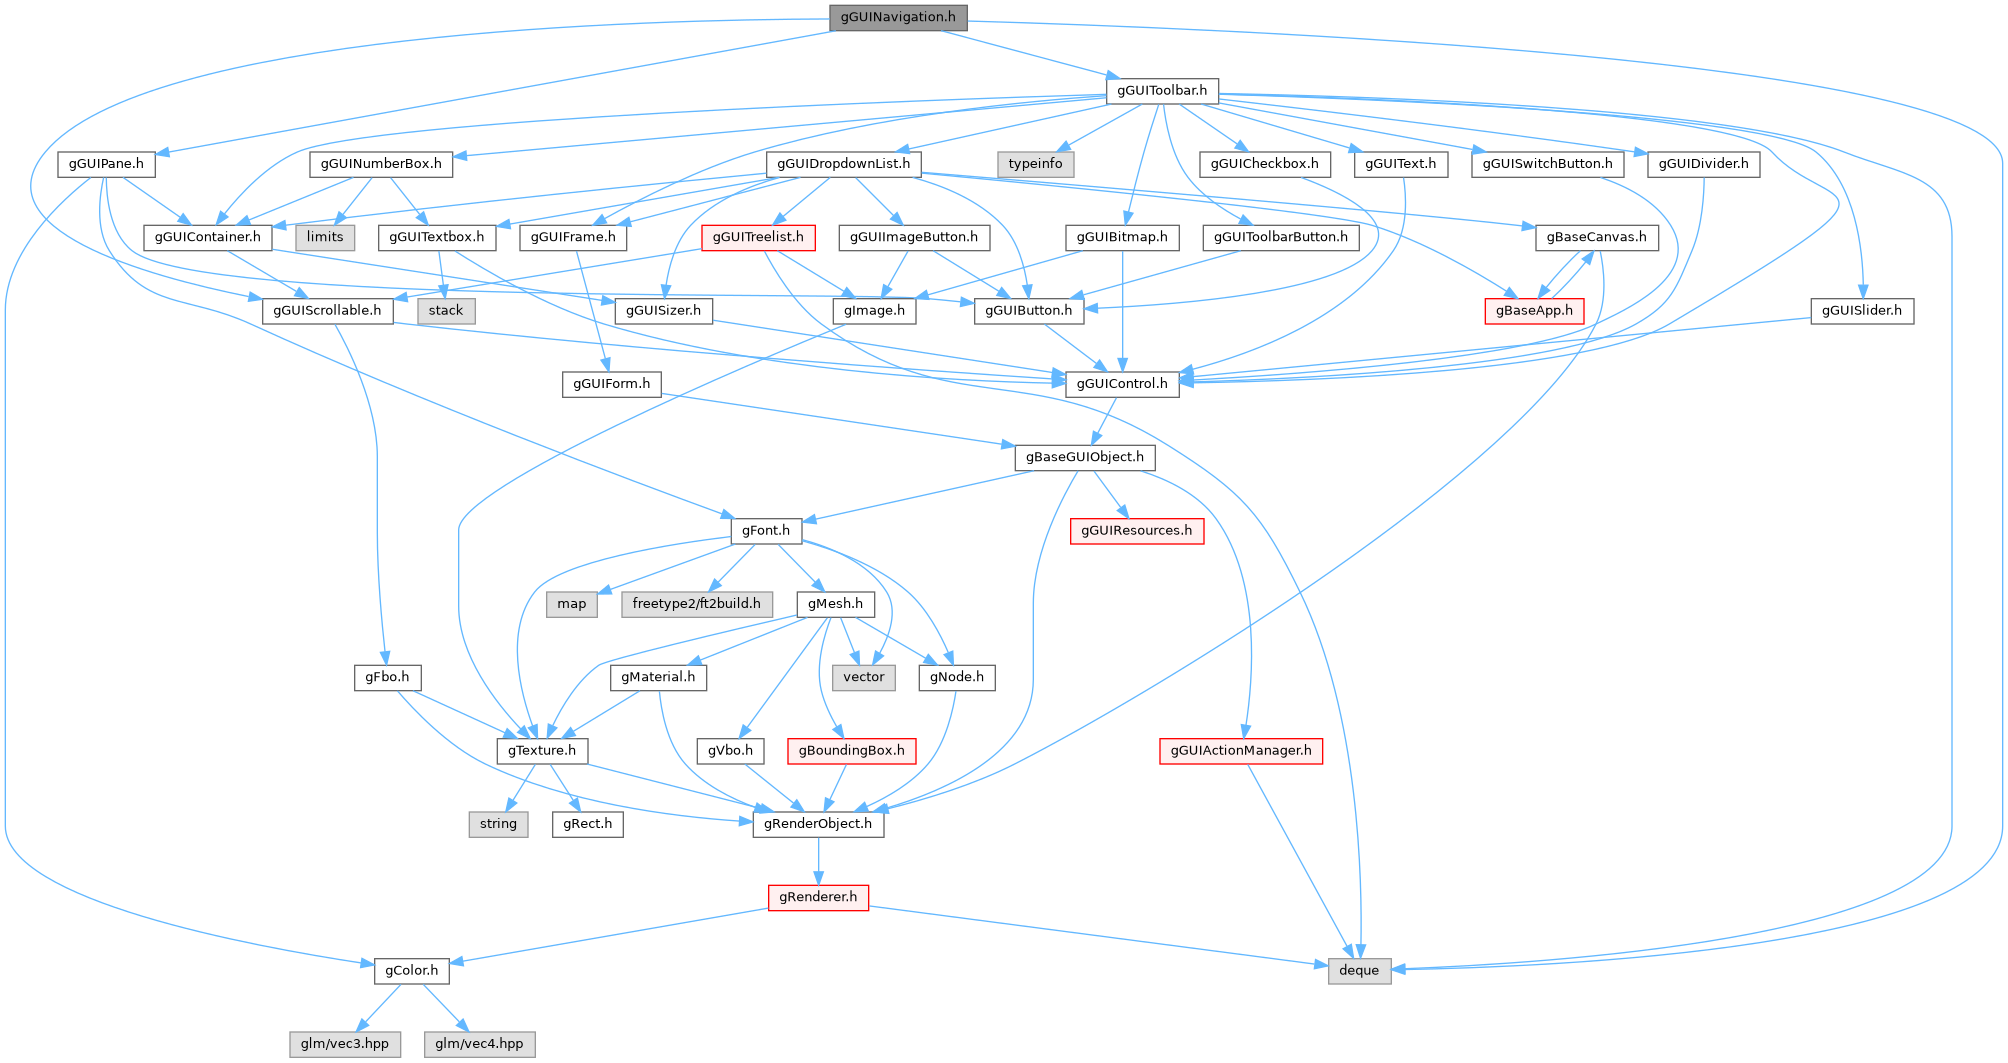 gGUINavigation.h
gGUIToolbar.h
gGUIPane.h
gGUINumberBox.h
gGUIDropdownList.h
typeinfo
gGUICheckbox.h
gGUIText.h
gGUISwitchButton.h
gGUIDivider.h
gGUIContainer.h
limits
gGUITextbox.h
gGUIFrame.h
gGUITreelist.h
gGUIImageButton.h
gGUIBitmap.h
gGUIToolbarButton.h
gBaseCanvas.h
gGUIScrollable.h
stack
gGUISizer.h
gImage.h
gGUIButton.h
gBaseApp.h
gGUISlider.h
gGUIForm.h
gGUIControl.h
gBaseGUIObject.h
gFont.h
gGUIResources.h
map
freetype2/ft2build.h
gMesh.h
gFbo.h
gMaterial.h
vector
gNode.h
gTexture.h
gVbo.h
gBoundingBox.h
gGUIActionManager.h
string
gRect.h
gRenderObject.h
gRenderer.h
gColor.h
deque
glm/vec3.hpp
glm/vec4.hpp